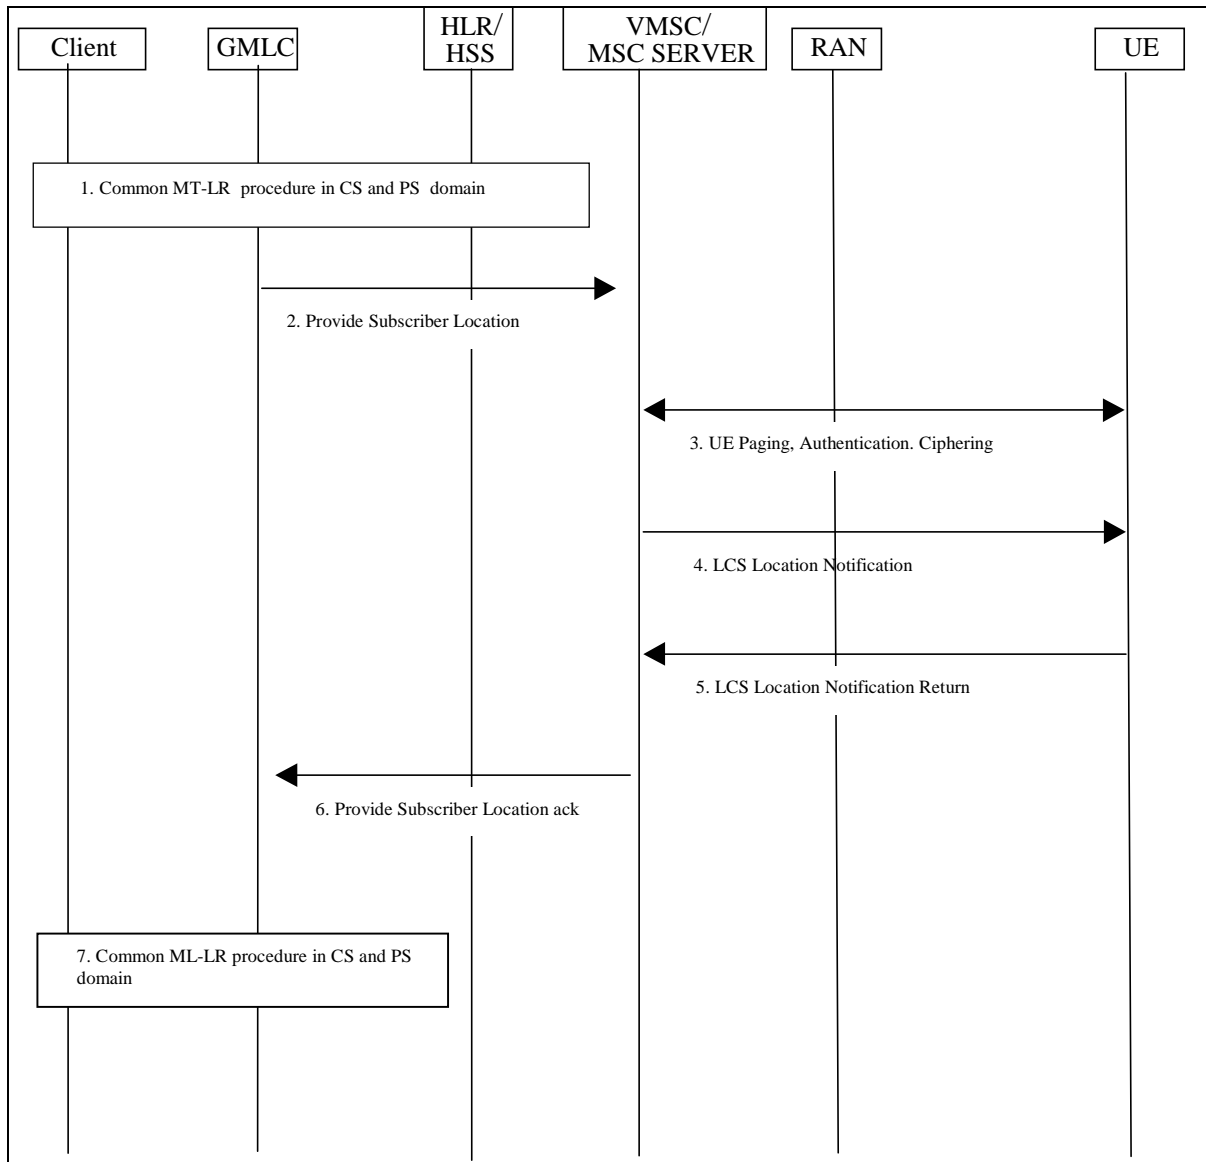 Client
GMLC
HLR/
HSS
VMSC/
MSC SERVER
RAN
UE
1. Common MT-LR procedure in CS and PS domain
2. Provide Subscriber Location
3. UE Paging, Authentication. Ciphering
4. LCS Location Notification
5. LCS Location Notification Return
6. Provide Subscriber Location ack
7. Common ML-LR procedure in CS and PS
domain